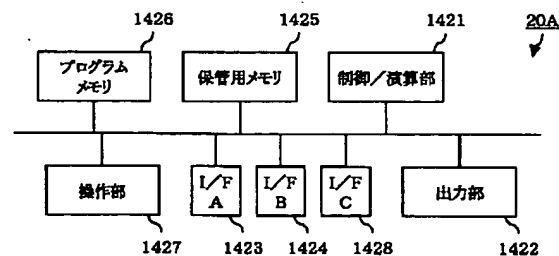 1426
1425
1421
20A
プログラム
メモリ
保管用メモリ
制御／演算部
操作部
I／F
A
I／F
B
I／F
C
出力部
1427
1423
1424
1428
1422